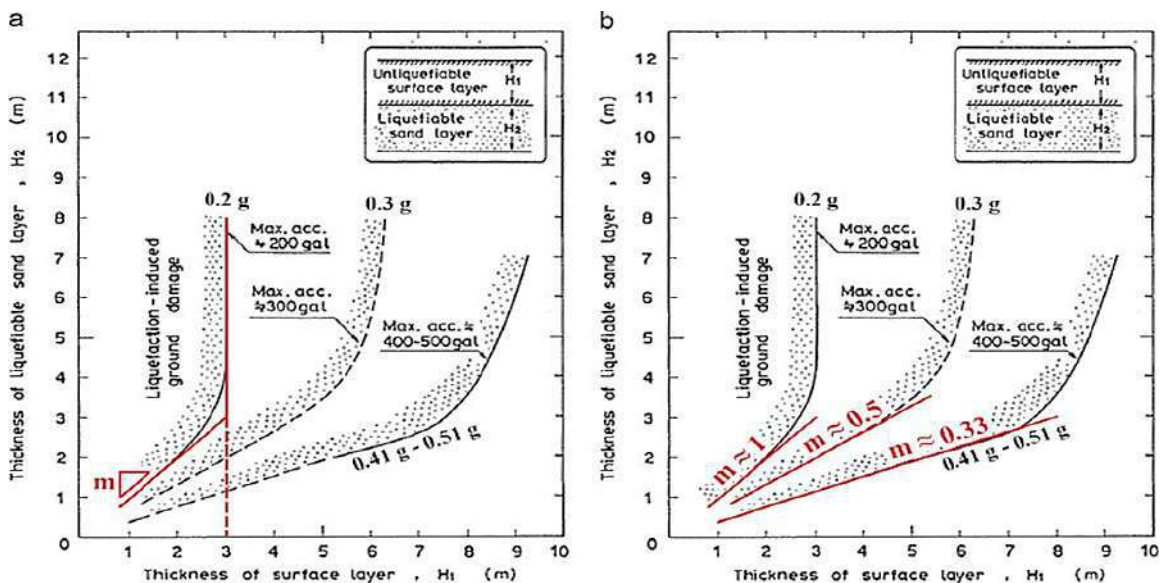 a
12
11
10
9
8
7
6
5
4
3
2
1
0
Thickness of liquefiable sand layer , H2 (m)
Unliquefiable
surface layer
H1
Liquefiable
sand layer
H2
0.2 g
0.3 g
Max. acc.
≒ 200 gal
Max. acc.
≒300 gal
Max. acc.≒
400~500 gal
Liquefaction-induced
ground damage
m
0.41 g - 0.51 g
1 2 3 4 5 6 7 8 9 10
Thickness of surface layer , H1 (m)
b
12
11
10
9
8
7
6
5
4
3
2
1
0
Thickness of liquefiable sand layer , H2 (m)
Unliquefiable
surface layer
H1
Liquefiable
sand layer
H2
0.2 g
0.3 g
Max. acc.
≒ 200 gal
Max. acc.
≒300 gal
Max. acc.≒
400~500 gal
Liquefaction-induced
ground damage
m ≈ 1
m ≈ 0.5
m ≈ 0.33
0.41 g - 0.51 g
1 2 3 4 5 6 7 8 9 10
Thickness of surface layer , H1 (m)